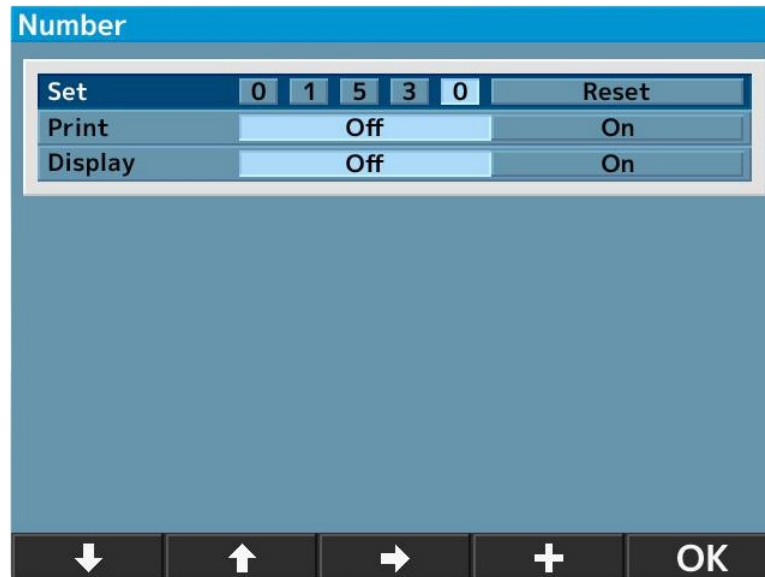 Number
Set 0 1 5 3 0 Reset
Print Off On
Display Off On
OK